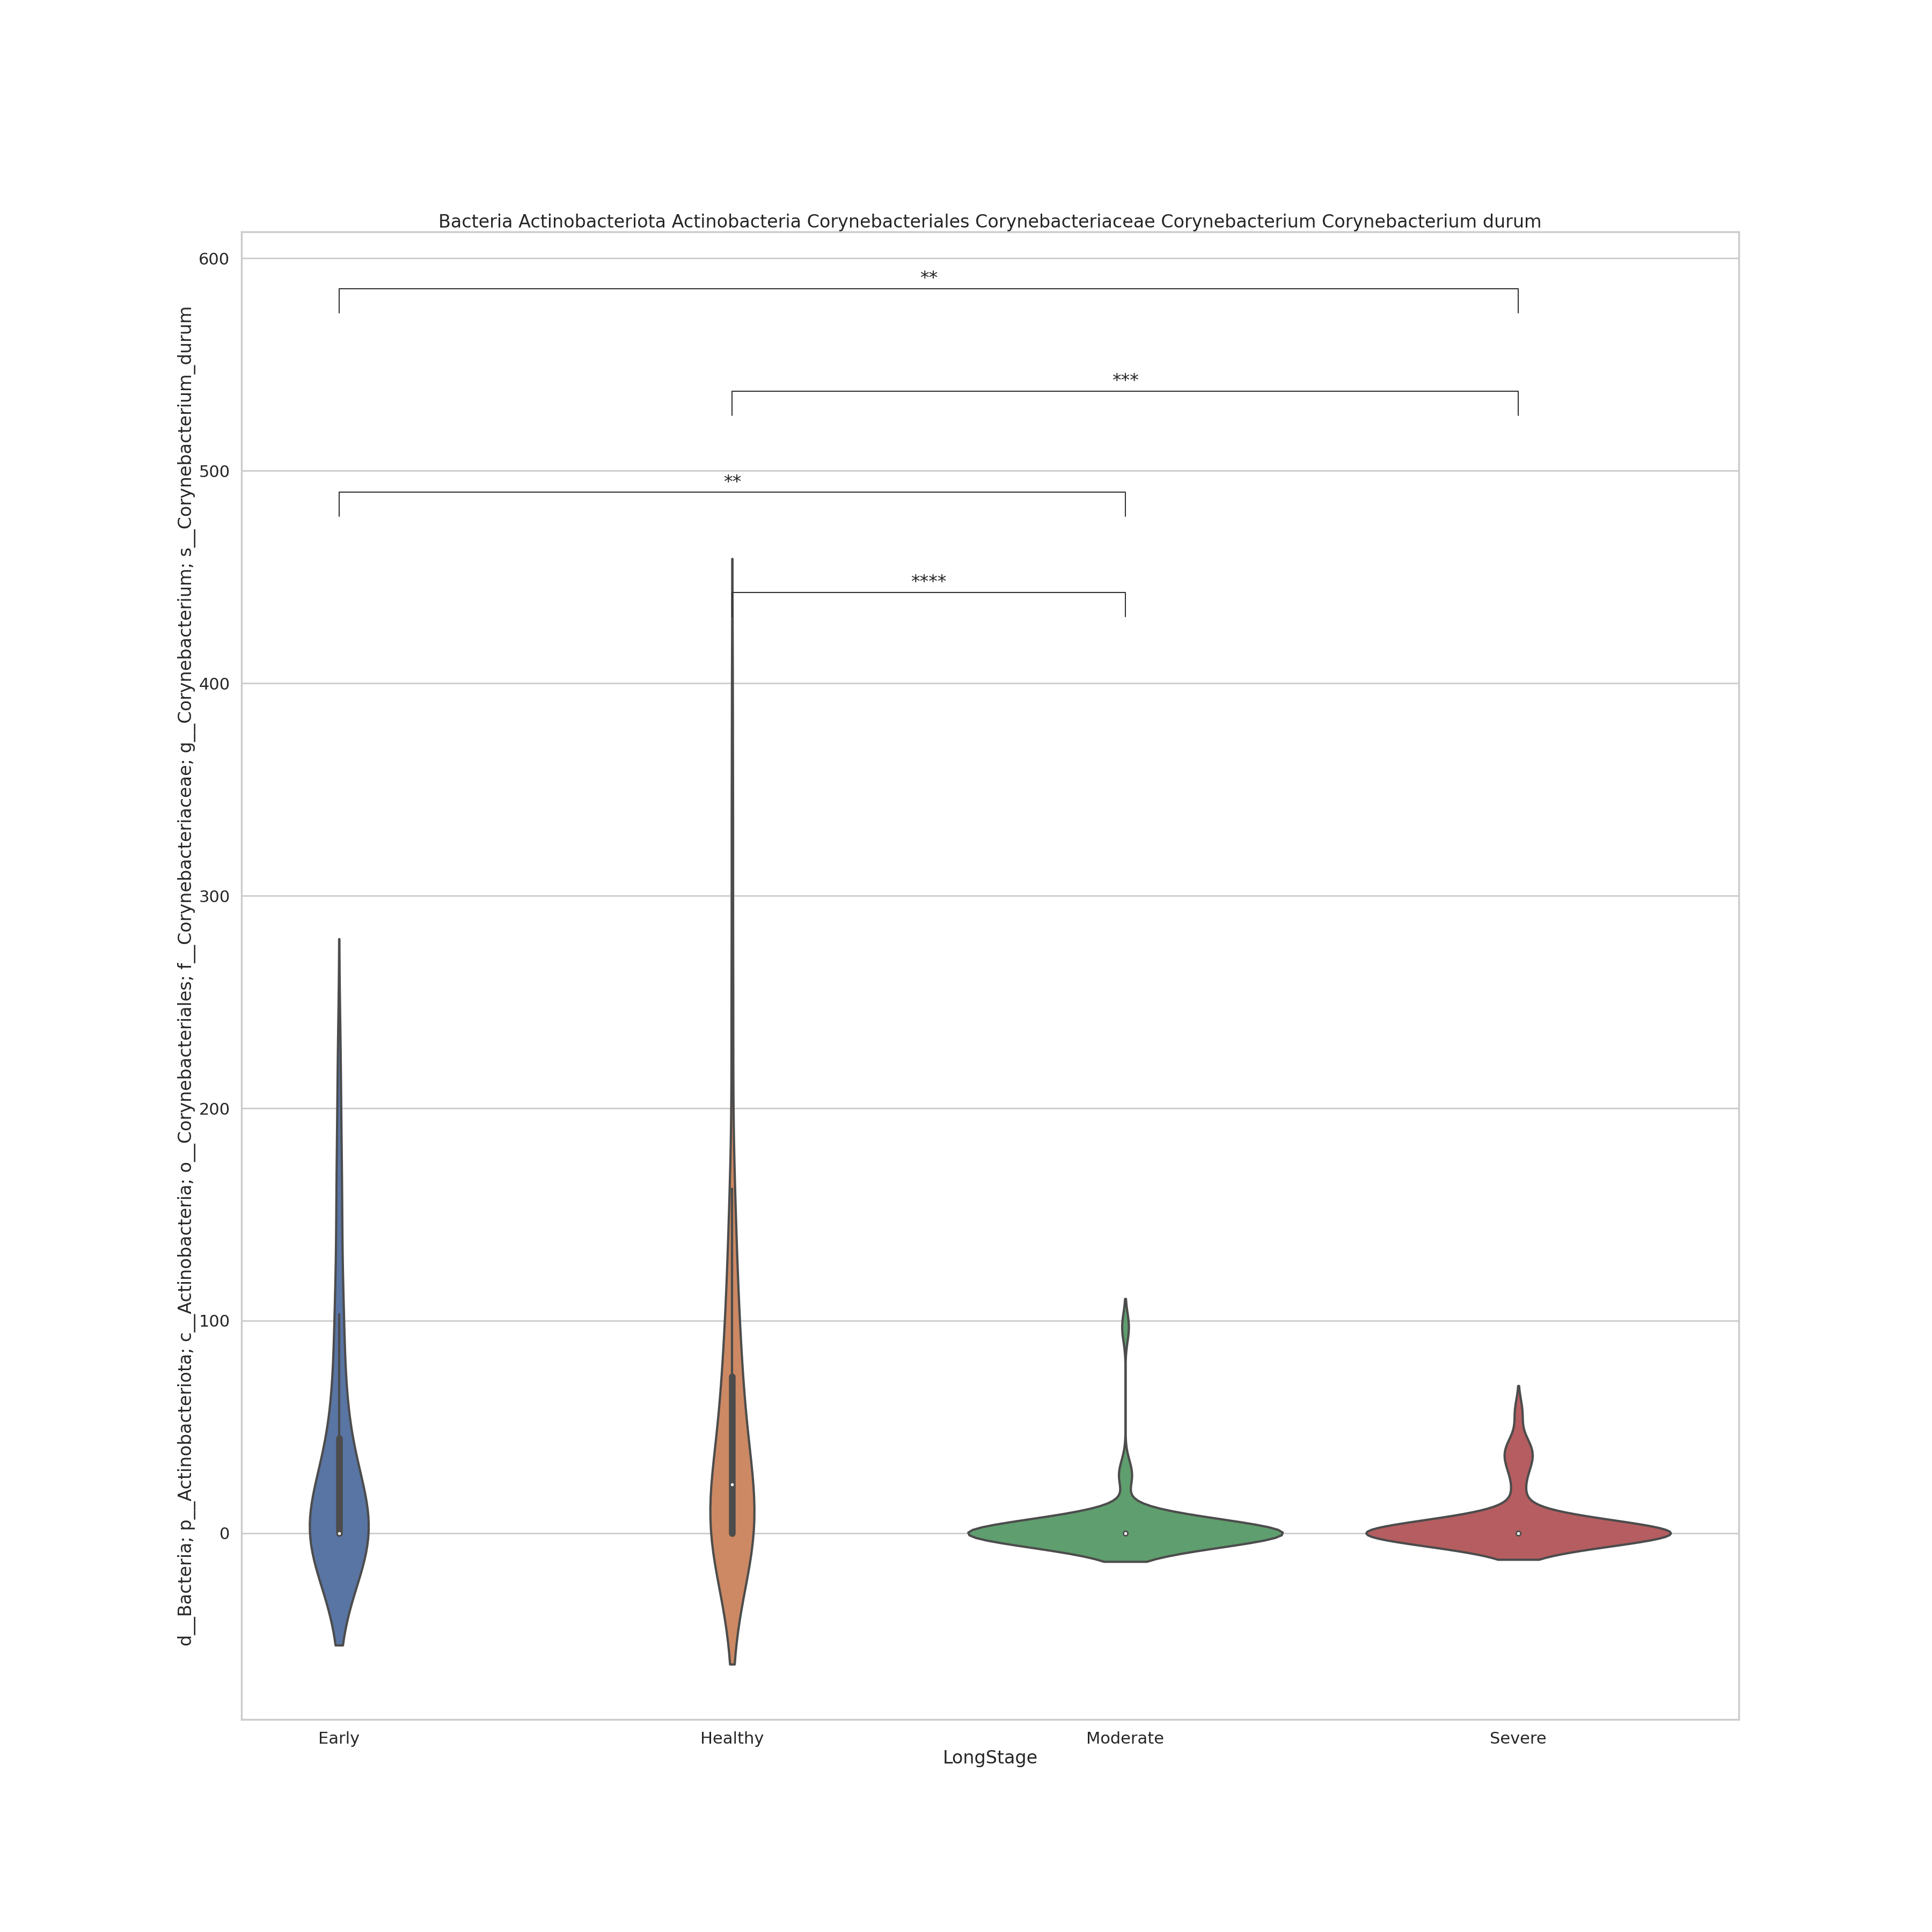 Bacteria Actinobacteriota Actinobacteria Corynebacteriales Corynebacteriaceae Corynebacterium Corynebacterium durum
d__Bacteria; p__Actinobacteriota; c__Actinobacteria; o__Corynebacteriales; f__Corynebacteriaceae; g__Corynebacterium; s__Corynebacterium_durum
600
**
***
500
**
****
400
300
200
100
0
Early Healthy Moderate Severe
LongStage